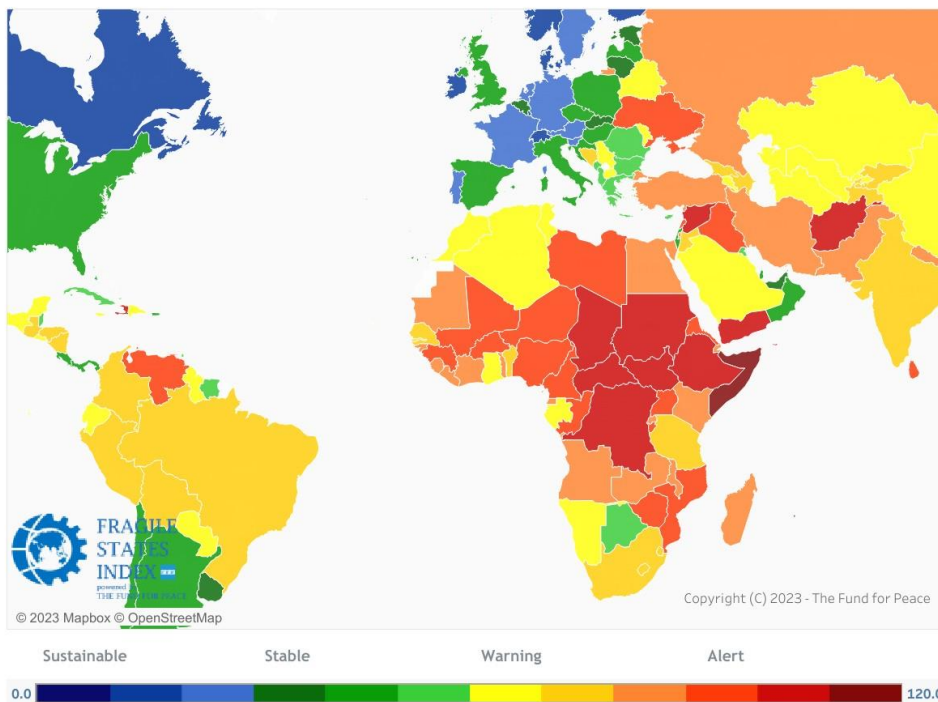 FRAGILE
STATES
INDEX
powered by
THE FUND FOR PEACE
© 2023 Mapbox © OpenStreetMap
Copyright (C) 2023 - The Fund for Peace
Sustainable Stable Warning Alert
0.0 120.0